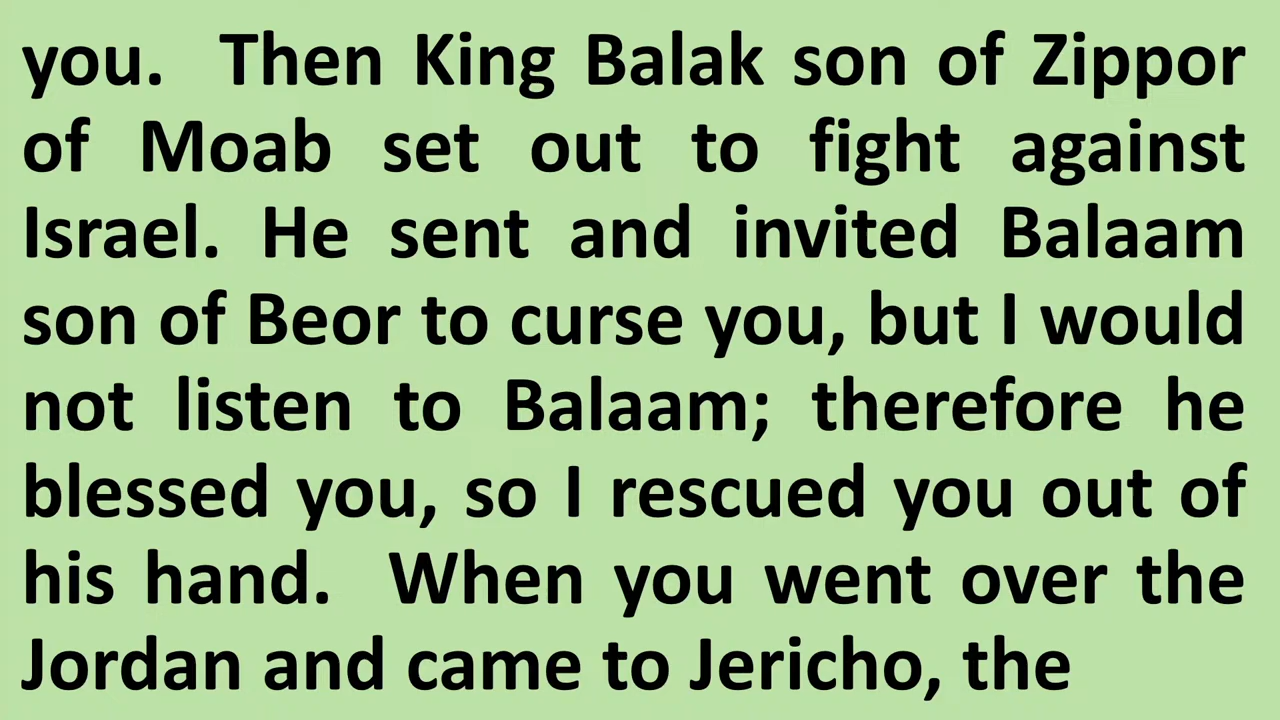 you. Then King Balak son of Zippor
of Moab set out to fight against
Israel. He sent and invited Balaam
son of Beor to curse you, but I would
not listen to Balaam; therefore he
blessed you, so I rescued you out of
his hand. When you went over the
Jordan and came to Jericho, the